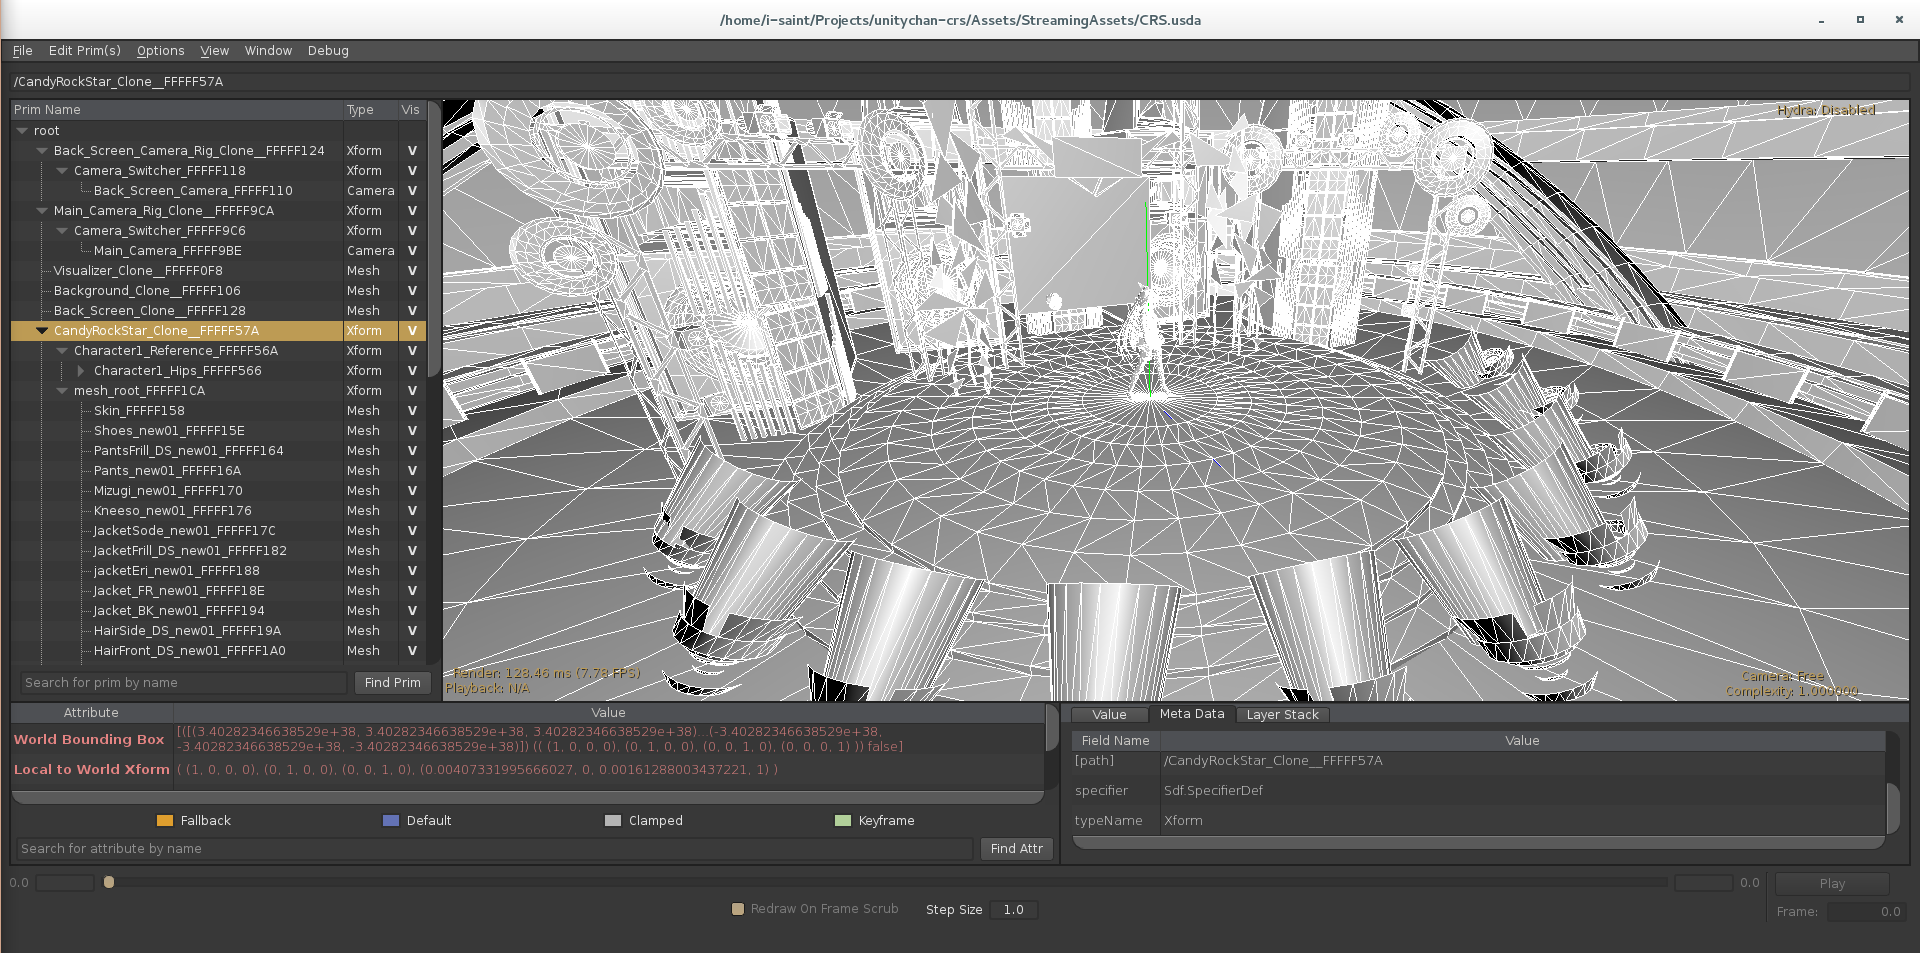 /home/i-saint/Projects/unitychan-crs/Assets/StreamingAssets/CRS.usda
File Edit Prim(s) Options View Window Debug
/CandyRockStar_Clone__FFFFF57A
Prim Name Type Vis
root
Back_Screen_Camera_Rig_Clone__FFFFF124 Xform V
Camera_Switcher_FFFFF118 Xform V
Back_Screen_Camera_FFFFF110 Camera V
Main_Camera_Rig_Clone__FFFFF9CA Xform V
Camera_Switcher_FFFFF9C6 Xform V
Main_Camera_FFFFF9BE Camera V
Visualizer_Clone__FFFFF0F8 Mesh V
Background_Clone__FFFFF106 Mesh V
Back_Screen_Clone__FFFFF128 Mesh V
CandyRockStar_Clone__FFFFF57A Xform V
Character1_Reference_FFFFF56A Xform V
Character1_Hips_FFFFF566 Xform V
mesh_root_FFFFF1CA Xform V
Skin_FFFFF158 Mesh V
Shoes_new01_FFFFF15E Mesh V
PantsFrill_DS_new01_FFFFF164 Mesh V
Pants_new01_FFFFF16A Mesh V
Mizugi_new01_FFFFF170 Mesh V
Kneeso_new01_FFFFF176 Mesh V
JacketSode_new01_FFFFF17C Mesh V
JacketFrill_DS_new01_FFFFF182 Mesh V
jacketEri_new01_FFFFF188 Mesh V
Jacket_FR_new01_FFFFF18E Mesh V
Jacket_BK_new01_FFFFF194 Mesh V
HairSide_DS_new01_FFFFF19A Mesh V
HairFront_DS_new01_FFFFF1A0 Mesh V
Search for prim by name Find Prim
Hydra: Disabled
Render: 128.46 ms (7.78 FPS)
Playback: N/A
Camera: Free
Complexity: 1.000000
Attribute Value
World Bounding Box [([(3.40282346638529e+38, 3.40282346638529e+38, 3.40282346638529e+38)...(-3.40282346638529e+38,
-3.40282346638529e+38, -3.40282346638529e+38)]) (( (1, 0, 0, 0), (0, 1, 0, 0), (0, 0, 1, 0), (0, 0, 0, 1) )) false]
Local to World Xform ( (1, 0, 0, 0), (0, 1, 0, 0), (0, 0, 1, 0), (0.00407331995666027, 0, 0.00161288003437221, 1) )
Fallback Default Clamped Keyframe
Search for attribute by name Find Attr
Value Meta Data Layer Stack
Field Name Value
[path] /CandyRockStar_Clone__FFFFF57A
specifier Sdf.SpecifierDef
typeName Xform
0.0 0.0 Play
Redraw On Frame Scrub Step Size 1.0 Frame: 0.0